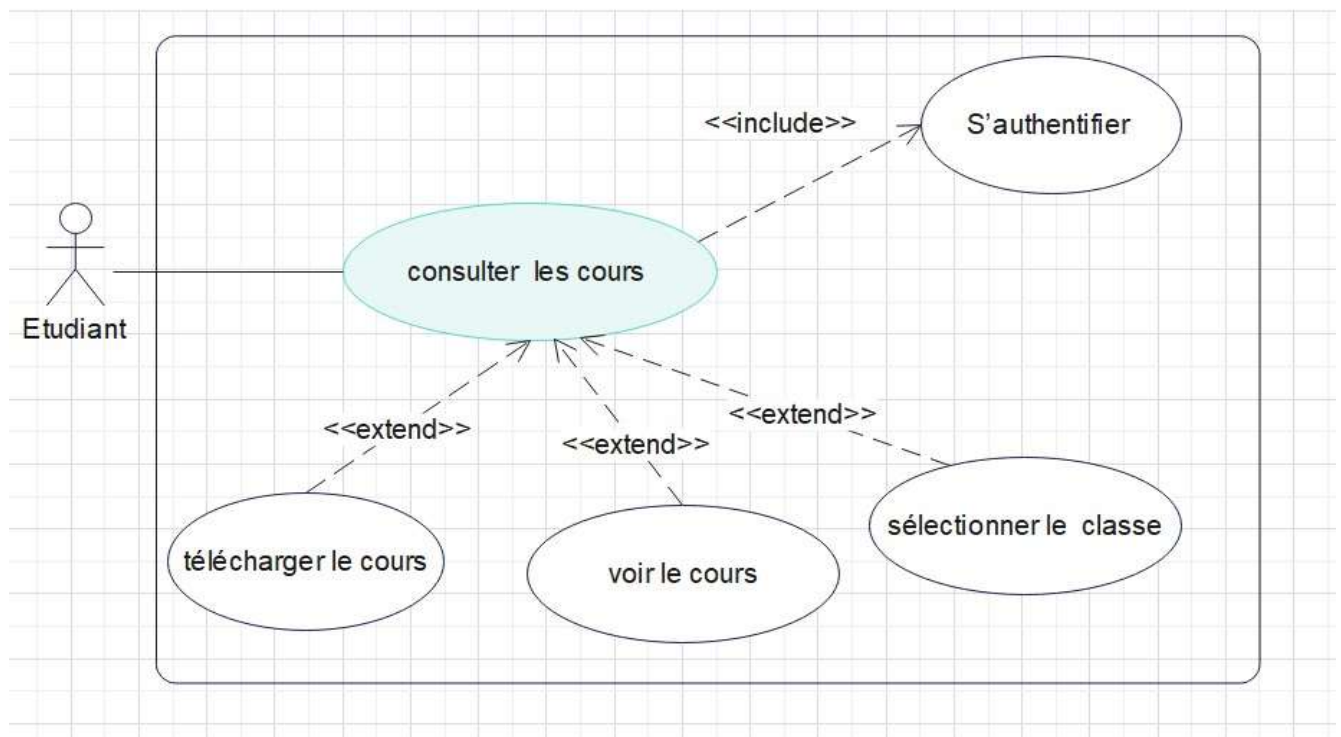 <<include>>
S'authentifier
consulter les cours
Etudiant
<<extend>>
<<extend>>
<<extend>>
télécharger le cours
voir le cours
sélectionner le classe